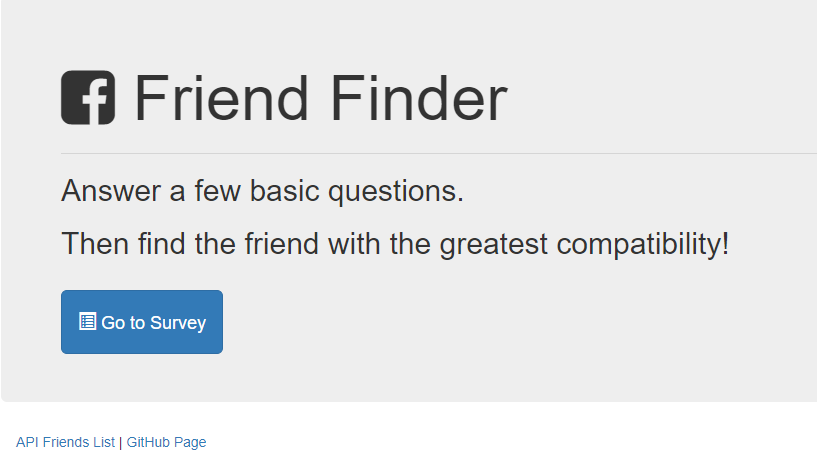 Friend Finder
Answer a few basic questions.
Then find the friend with the greatest compatibility!
Go to Survey
API Friends List | GitHub Page